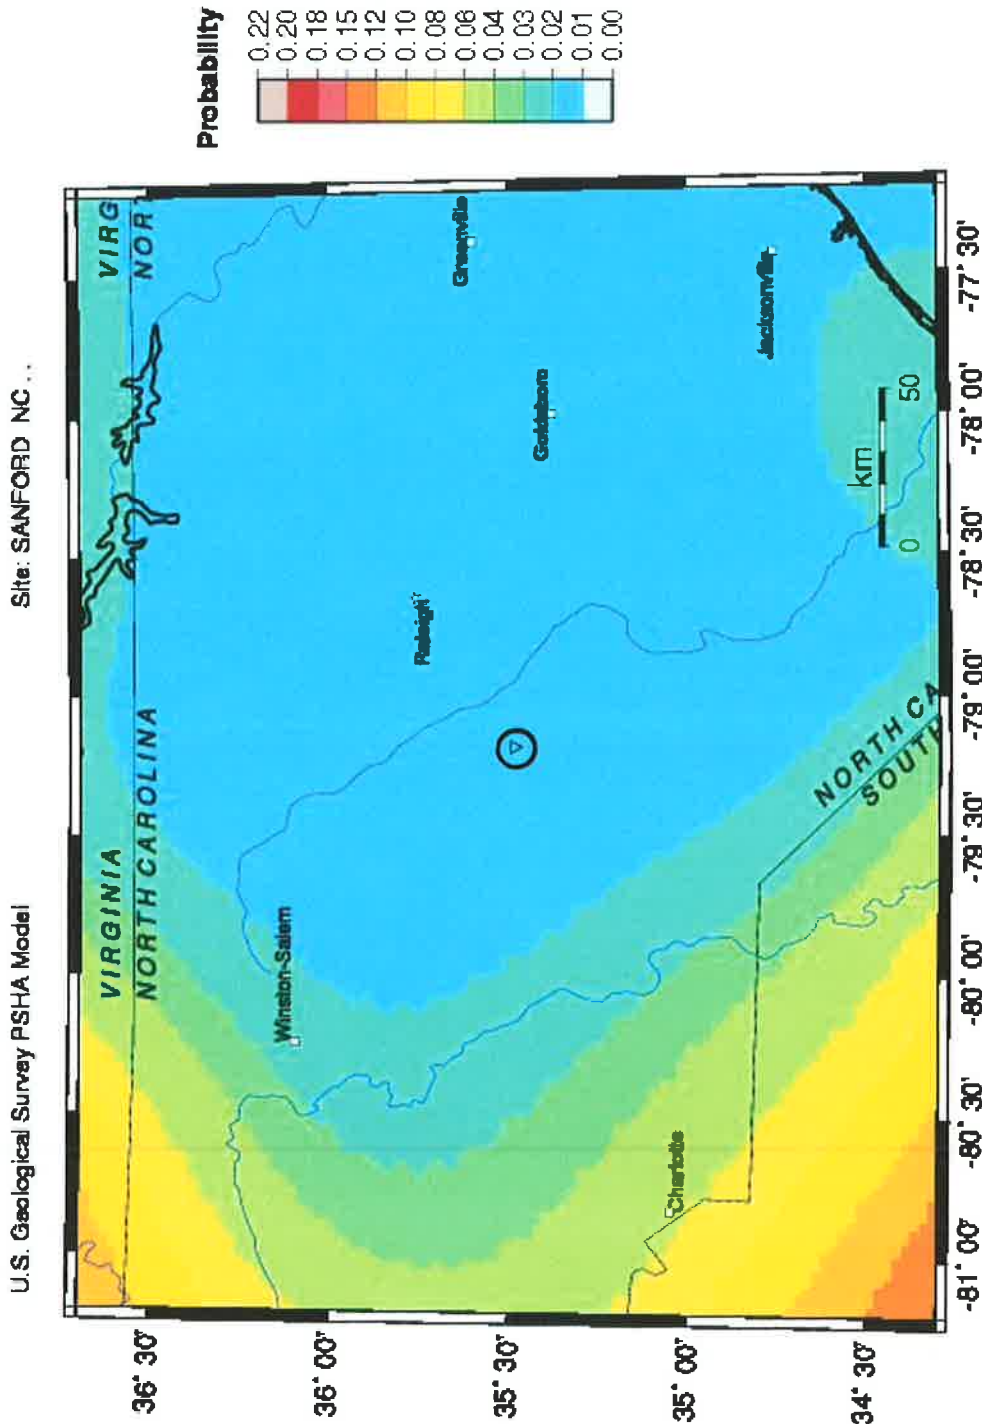 U.S. Geological Survey PSHA Model
Site: SANFORD NC . .
Probability
0.22
0.20
0.18
0.15
0.12
0.10
0.08
0.06
0.04
0.03
0.02
0.01
0.00
VIRGINIA
NORTH CAROLINA
VIRG
NOR
Winston-Salem
Raleigh
Greenville
Goldsboro
Jacksonville
Charlotte
NORTH CA
SOUTH
km
0
50
36° 30'
36° 00'
35° 30'
35° 00'
34° 30'
-81° 00'
-80° 30'
-80° 00'
-79° 30'
-79° 00'
-78° 30'
-78° 00'
-77° 30'